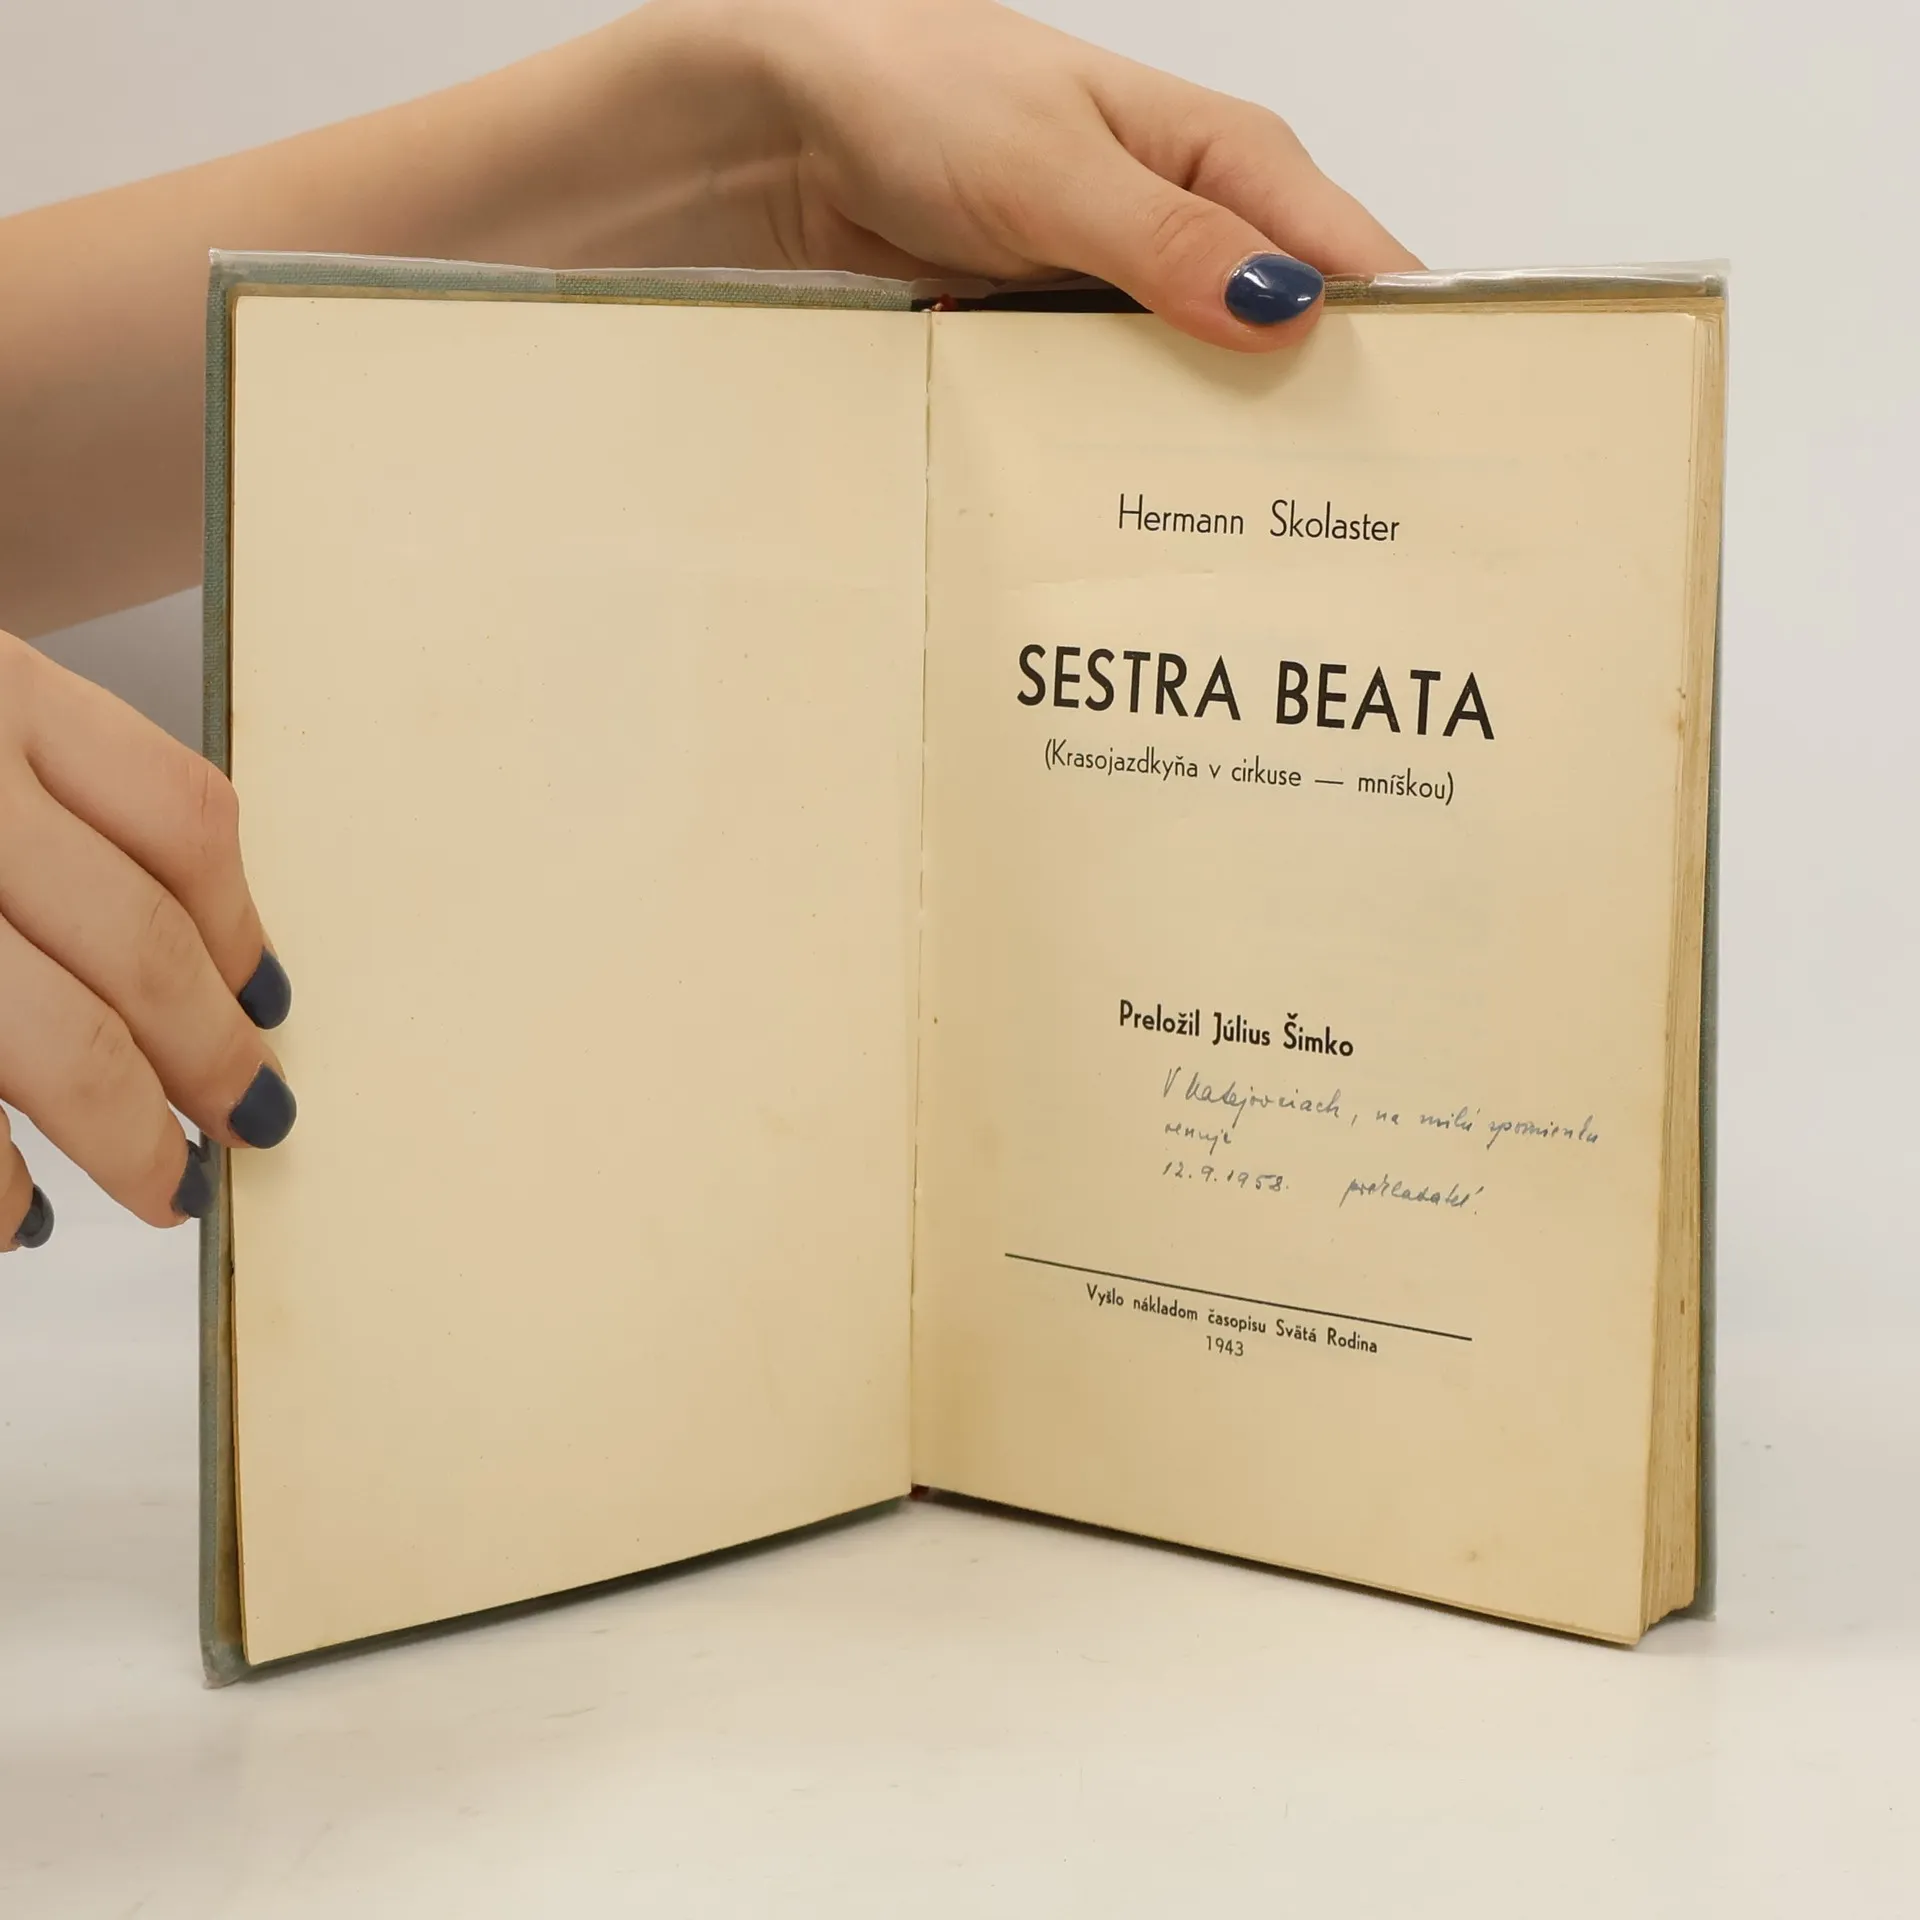 Hermann Skolaster
SESTRA BEATA
(Krasojazdkyňa v cirkuse — mníškou)
Preložil Július Šimko
V , na milú spomienku
venuje
12.9.1958. prekladateľ.
Vyšlo nákladom časopisu Svätá Rodina
1943